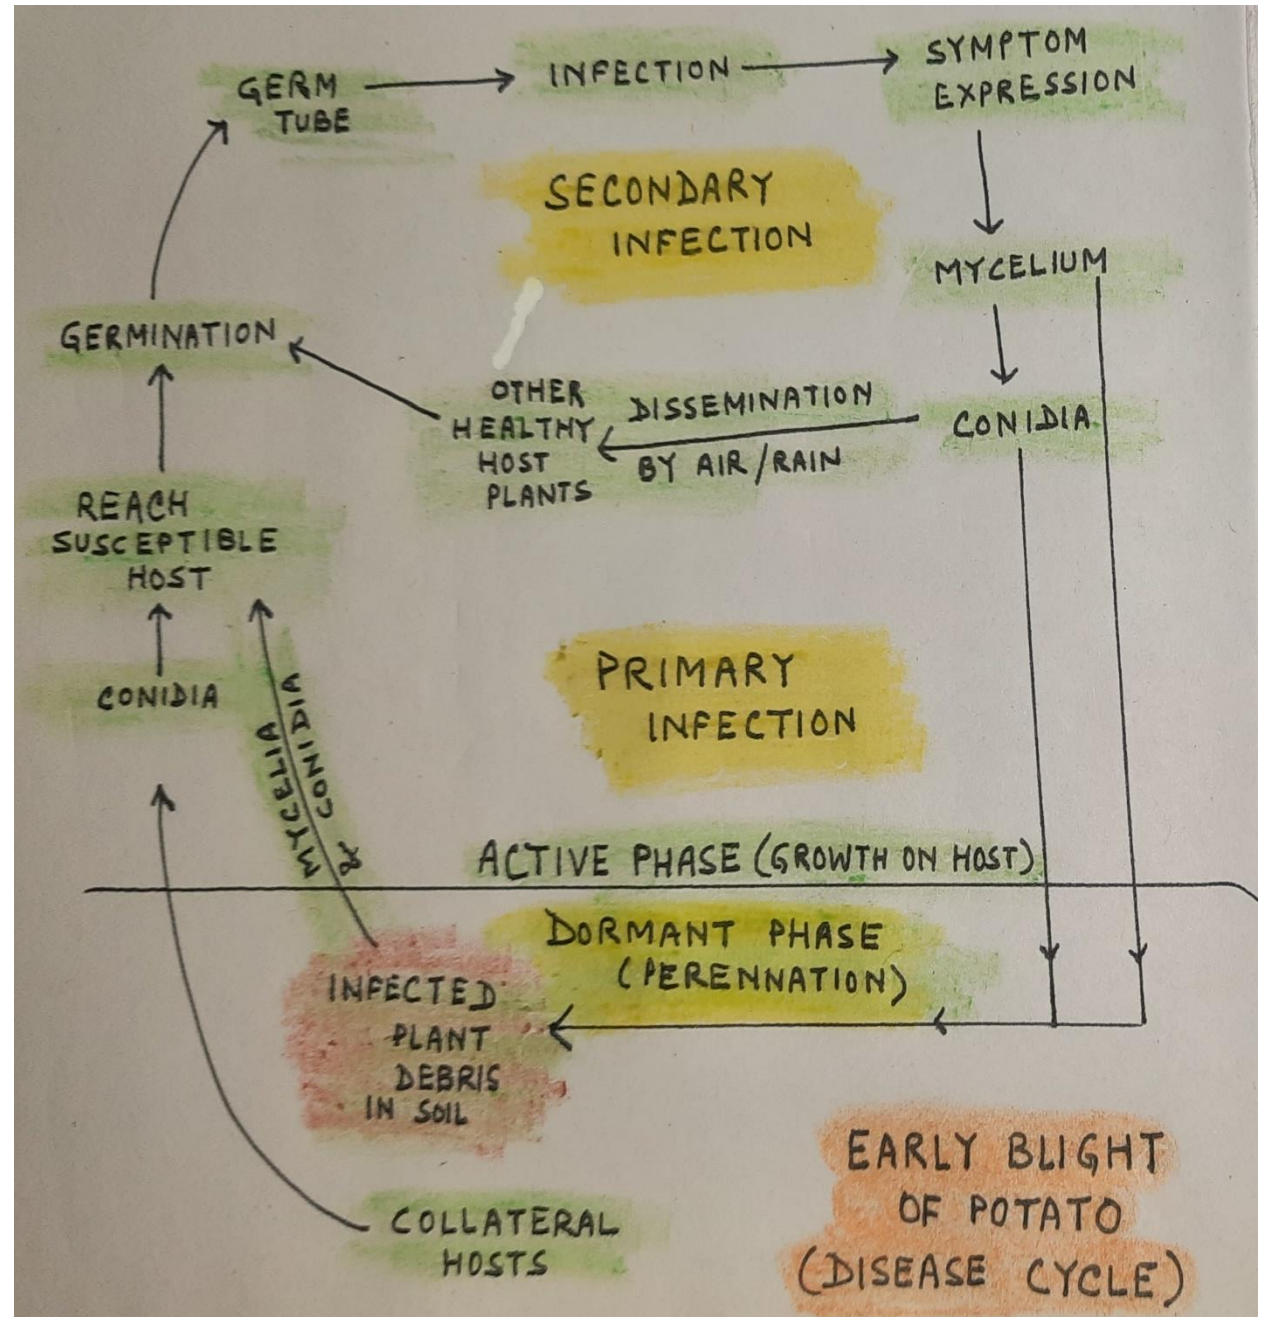 GERM
TUBE
INFECTION
SYMPTOM
EXPRESSION
SECONDARY
INFECTION
MYCELIUM
GERMINATION
OTHER
HEALTHY
HOST
PLANTS
DISSEMINATION
BY AIR/RAIN
CONIDIA
REACH
SUSCEPTIBLE
HOST
CONIDIA
MYCELIA
& CONIDIA
PRIMARY
INFECTION
ACTIVE PHASE (GROWTH ON HOST)
DORMANT PHASE
(PERENNATION)
INFECTED
PLANT
DEBRIS
IN SOIL
COLLATERAL
HOSTS
EARLY BLIGHT
OF POTATO
(DISEASE CYCLE)